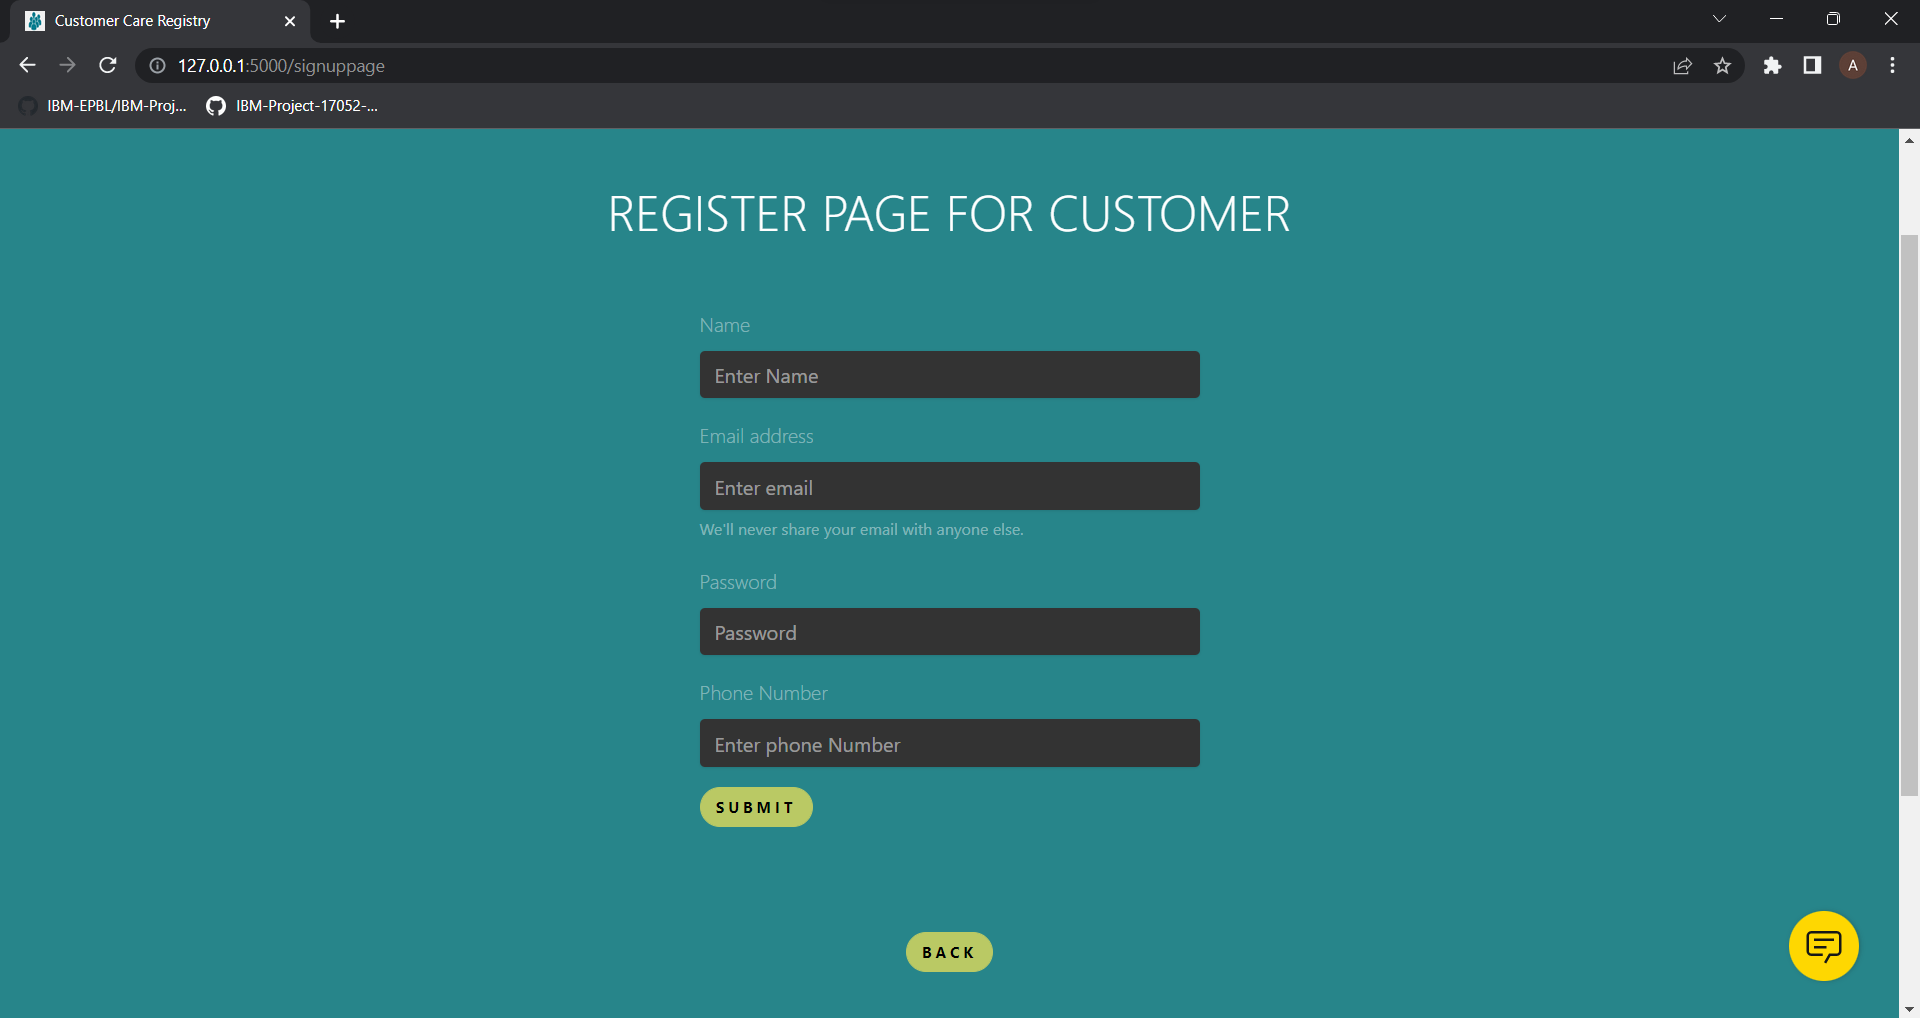 Customer Care Registry
127.0.0.1:5000/signuppage
A
IBM-EPBL/IBM-Proj... IBM-Project-17052-...
REGISTER PAGE FOR CUSTOMER
Name
Enter Name
Email address
Enter email
We'll never share your email with anyone else.
Password
Password
Phone Number
Enter phone Number
SUBMIT
BACK